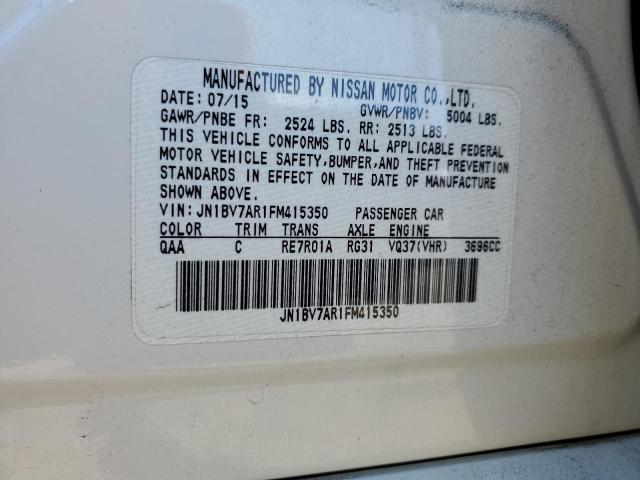 MANUFACTURED BY NISSAN MOTOR CO.,LTD.
DATE: 07/15 GVWR/PNBV: 5004 LBS.
GAWR/PNBE FR: 2524 LBS. RR: 2513 LBS.
THIS VEHICLE CONFORMS TO ALL APPLICABLE FEDERAL
MOTOR VEHICLE SAFETY,BUMPER,AND THEFT PREVENTION
STANDARDS IN EFFECT ON THE DATE OF MANUFACTURE
SHOWN ABOVE.
VIN: JN1BV7AR1FM415350 PASSENGER CAR
COLOR TRIM TRANS AXLE ENGINE
QAA C RE7R01A RG31 VQ37(VHR) 3696CC
JN1BV7AR1FM415350